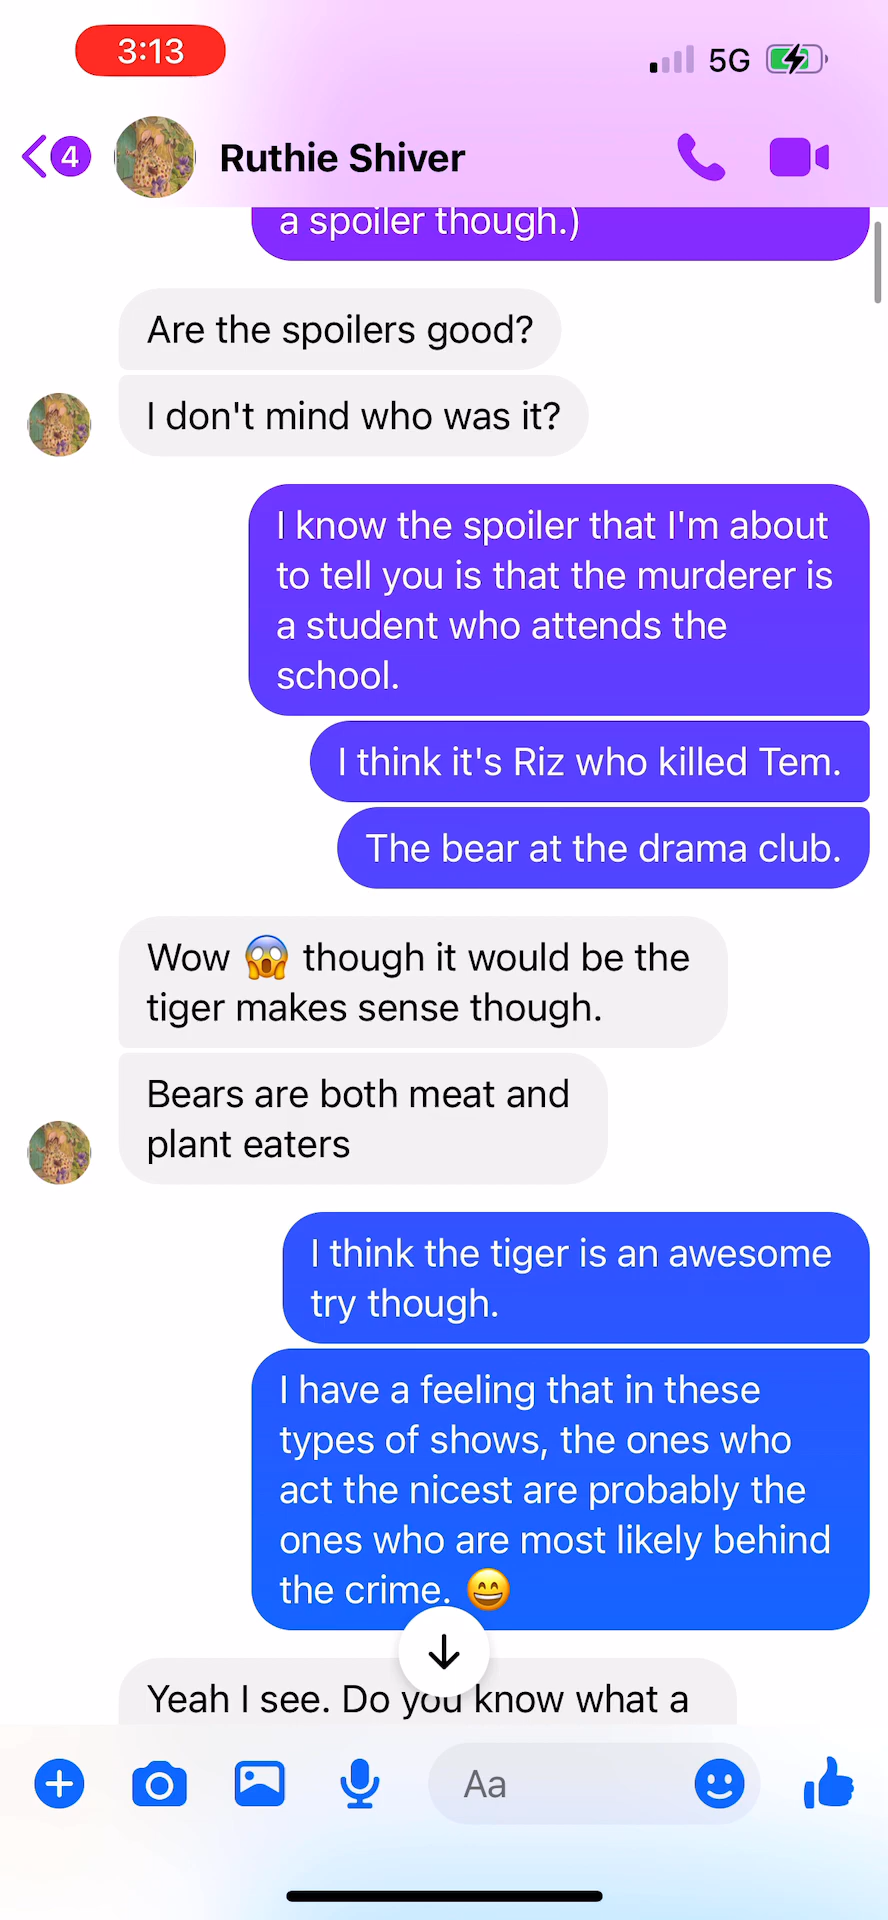 3:13
5G
4
Ruthie Shiver
a spoiler though.)
Are the spoilers good?
I don't mind who was it?
I know the spoiler that I'm about
to tell you is that the murderer is
a student who attends the
school.
I think it's Riz who killed Tem.
The bear at the drama club.
Wow 😱 though it would be the
tiger makes sense though.
Bears are both meat and
plant eaters
I think the tiger is an awesome
try though.
I have a feeling that in these
types of shows, the ones who
act the nicest are probably the
ones who are most likely behind
the crime. 😄
Yeah I see. Do you know what a
Aa